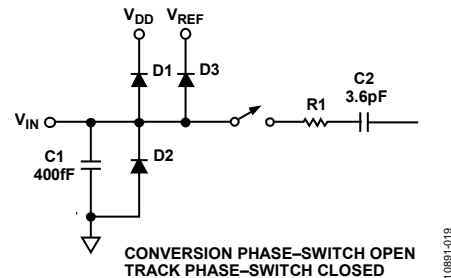 VDD
VREF
D1
D3
VIN
R1
C2
3.6pF
C1
400fF
D2
CONVERSION PHASE–SWITCH OPEN
TRACK PHASE–SWITCH CLOSED
10891-019